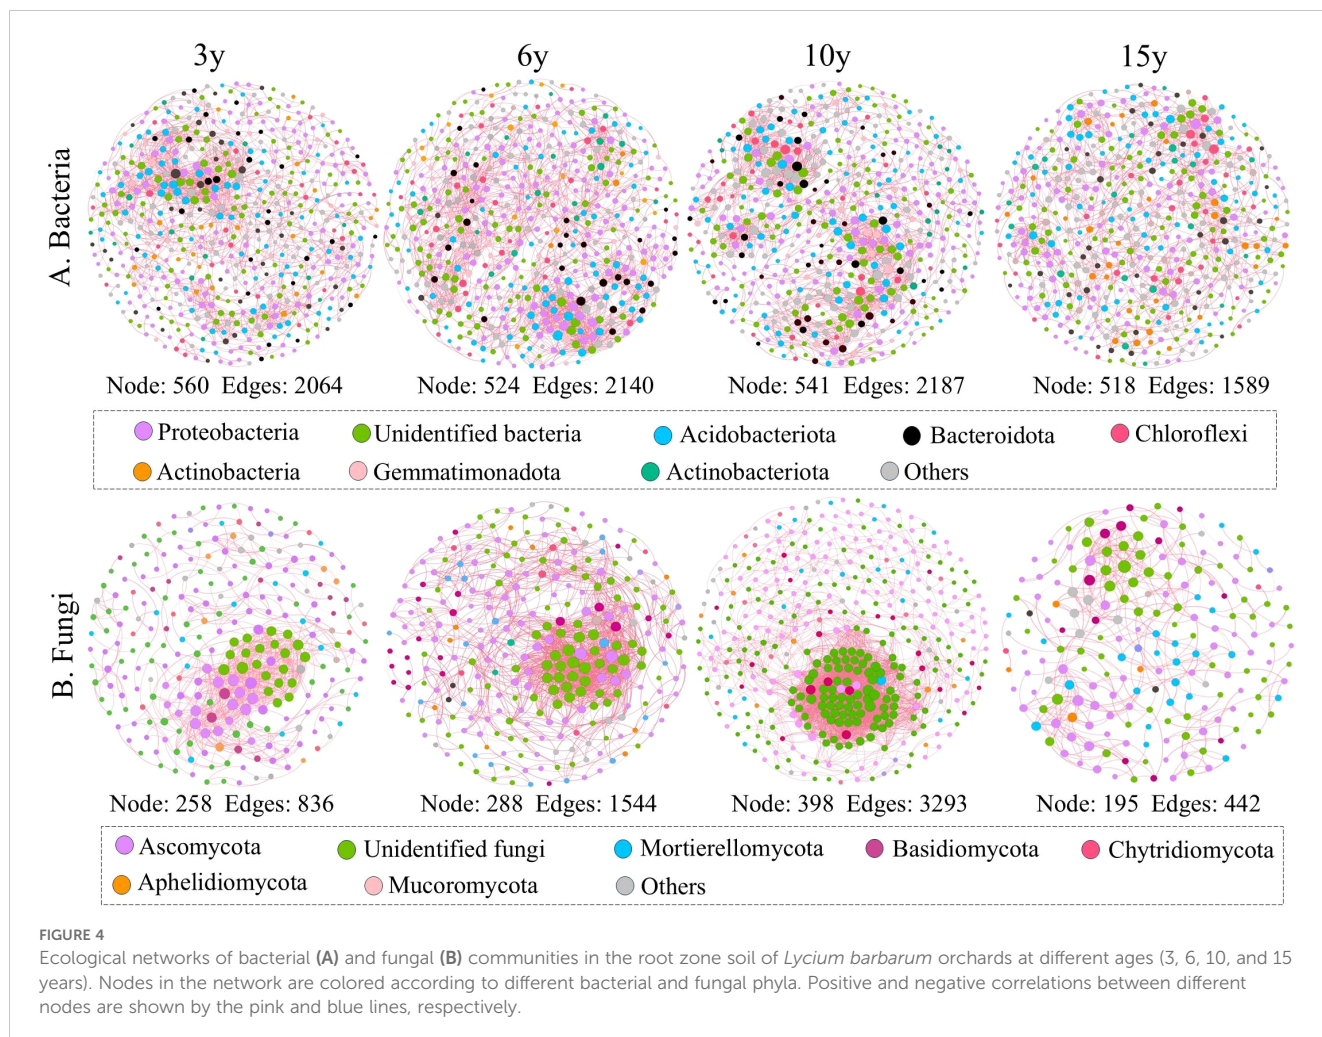 3y 6y 10y 15y
A. Bacteria
Node: 560 Edges: 2064 Node: 524 Edges: 2140 Node: 541 Edges: 2187 Node: 518 Edges: 1589
Proteobacteria Unidentified bacteria Acidobacteriota Bacteroidota Chloroflexi
Actinobacteria Gemmatimonadota Actinobacteriota Others
B. Fungi
Node: 258 Edges: 836 Node: 288 Edges: 1544 Node: 398 Edges: 3293 Node: 195 Edges: 442
Ascomycota Unidentified fungi Mortierellomycota Basidiomycota Chytridiomycota
Aphelidiomycota Mucoromycota Others
FIGURE 4
Ecological networks of bacterial (A) and fungal (B) communities in the root zone soil of Lycium barbarum orchards at different ages (3, 6, 10, and 15
years). Nodes in the network are colored according to different bacterial and fungal phyla. Positive and negative correlations between different
nodes are shown by the pink and blue lines, respectively.